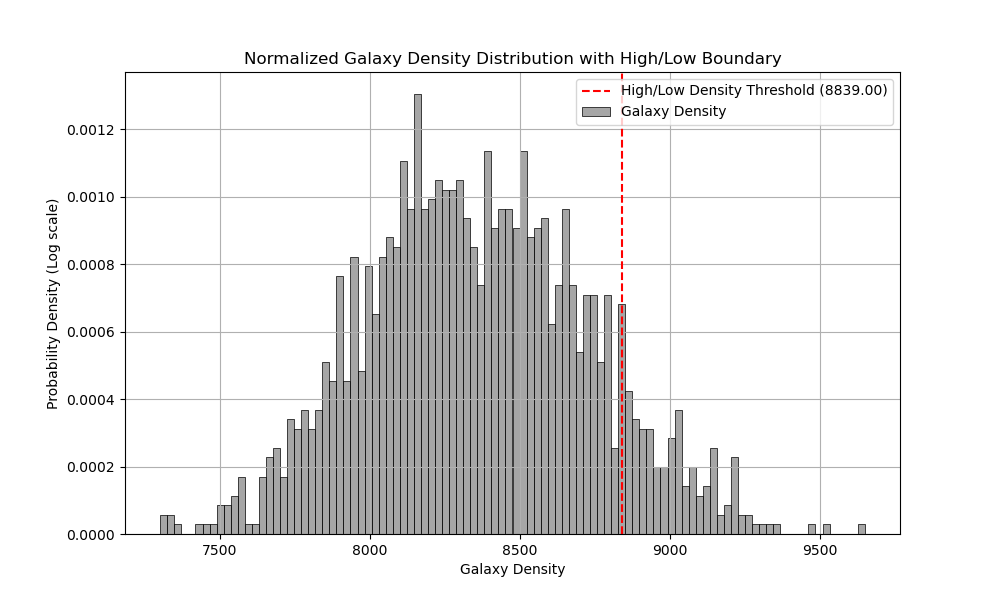 Normalized Galaxy Density Distribution with High/Low Boundary
High/Low Density Threshold (8839.00)
Galaxy Density
Probability Density (Log scale)
0.0012
0.0010
0.0008
0.0006
0.0004
0.0002
0.0000
7500 8000 8500 9000 9500
Galaxy Density